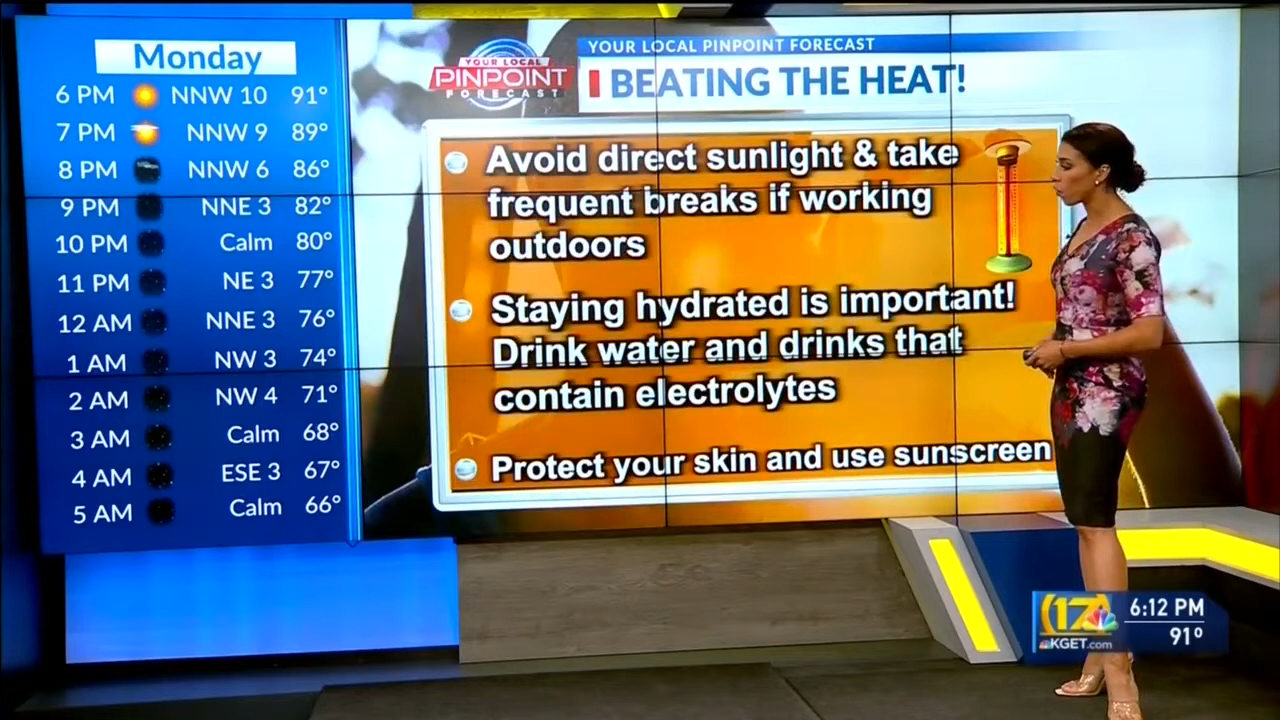 Monday
6 PM NNW 10 91°
7 PM NNW 9 89°
8 PM NNW 6 86°
9 PM NNE 3 82°
10 PM Calm 80°
11 PM NE 3 77°
12 AM NNE 3 76°
1 AM NW 3 74°
2 AM NW 4 71°
3 AM Calm 68°
4 AM ESE 3 67°
5 AM Calm 66°
YOUR LOCAL
PINPOINT
FORECAST
YOUR LOCAL PINPOINT FORECAST
BEATING THE HEAT!
Avoid direct sunlight & take
frequent breaks if working
outdoors
Staying hydrated is important!
Drink water and drinks that
contain electrolytes
Protect your skin and use sunscreen
17
KGET.com
6:12 PM
91°